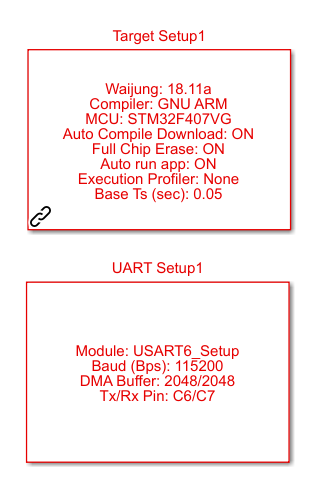 Target Setup1
Waijung: 18.11a
Compiler: GNU ARM
MCU: STM32F407VG
Auto Compile Download: ON
Full Chip Erase: ON
Auto run app: ON
Execution Profiler: None
Base Ts (sec): 0.05
UART Setup1
Module: USART6_Setup
Baud (Bps): 115200
DMA Buffer: 2048/2048
Tx/Rx Pin: C6/C7